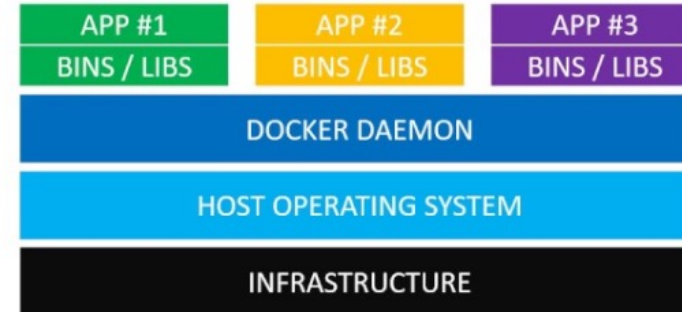 APP #1 APP #2 APP #3
BINS / LIBS BINS / LIBS BINS / LIBS
DOCKER DAEMON
HOST OPERATING SYSTEM
INFRASTRUCTURE